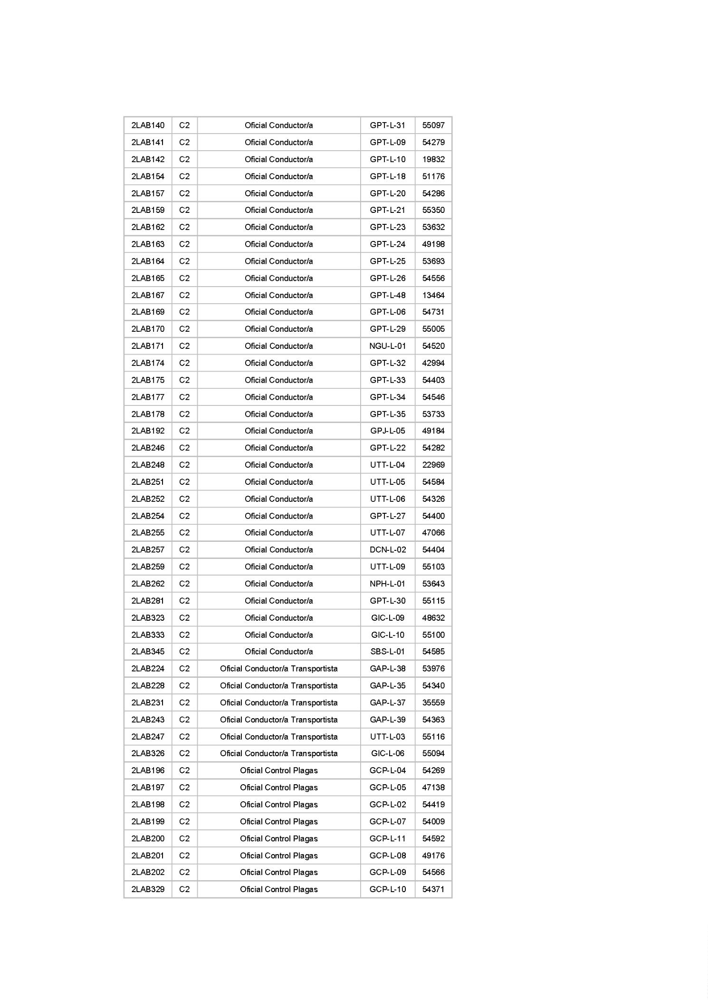 2LAB140 C2 Oficial Conductor/a GPT-L-31 55097
2LAB141 C2 Oficial Conductor/a GPT-L-09 54279
2LAB142 C2 Oficial Conductor/a GPT-L-10 19832
2LAB154 C2 Oficial Conductor/a GPT-L-18 51176
2LAB157 C2 Oficial Conductor/a GPT-L-20 54286
2LAB159 C2 Oficial Conductor/a GPT-L-21 55350
2LAB162 C2 Oficial Conductor/a GPT-L-23 53632
2LAB163 C2 Oficial Conductor/a GPT-L-24 49198
2LAB164 C2 Oficial Conductor/a GPT-L-25 53693
2LAB165 C2 Oficial Conductor/a GPT-L-26 54556
2LAB167 C2 Oficial Conductor/a GPT-L-48 13464
2LAB169 C2 Oficial Conductor/a GPT-L-06 54731
2LAB170 C2 Oficial Conductor/a GPT-L-29 55005
2LAB171 C2 Oficial Conductor/a NGU-L-01 54520
2LAB174 C2 Oficial Conductor/a GPT-L-32 42994
2LAB175 C2 Oficial Conductor/a GPT-L-33 54403
2LAB177 C2 Oficial Conductor/a GPT-L-34 54546
2LAB178 C2 Oficial Conductor/a GPT-L-35 53733
2LAB192 C2 Oficial Conductor/a GPJ-L-05 49184
2LAB246 C2 Oficial Conductor/a GPT-L-22 54282
2LAB248 C2 Oficial Conductor/a UTT-L-04 22969
2LAB251 C2 Oficial Conductor/a UTT-L-05 54584
2LAB252 C2 Oficial Conductor/a UTT-L-06 54326
2LAB254 C2 Oficial Conductor/a GPT-L-27 54400
2LAB255 C2 Oficial Conductor/a UTT-L-07 47066
2LAB257 C2 Oficial Conductor/a DCN-L-02 54404
2LAB259 C2 Oficial Conductor/a UTT-L-09 55103
2LAB262 C2 Oficial Conductor/a NPH-L-01 53643
2LAB281 C2 Oficial Conductor/a GPT-L-30 55115
2LAB323 C2 Oficial Conductor/a GIC-L-09 48632
2LAB333 C2 Oficial Conductor/a GIC-L-10 55100
2LAB345 C2 Oficial Conductor/a SBS-L-01 54585
2LAB224 C2 Oficial Conductor/a Transportista GAP-L-38 53976
2LAB228 C2 Oficial Conductor/a Transportista GAP-L-35 54340
2LAB231 C2 Oficial Conductor/a Transportista GAP-L-37 35559
2LAB243 C2 Oficial Conductor/a Transportista GAP-L-39 54363
2LAB247 C2 Oficial Conductor/a Transportista UTT-L-03 55116
2LAB326 C2 Oficial Conductor/a Transportista GIC-L-06 55094
2LAB196 C2 Oficial Control Plagas GCP-L-04 54269
2LAB197 C2 Oficial Control Plagas GCP-L-05 47138
2LAB198 C2 Oficial Control Plagas GCP-L-02 54419
2LAB199 C2 Oficial Control Plagas GCP-L-07 54009
2LAB200 C2 Oficial Control Plagas GCP-L-11 54592
2LAB201 C2 Oficial Control Plagas GCP-L-08 49176
2LAB202 C2 Oficial Control Plagas GCP-L-09 54566
2LAB329 C2 Oficial Control Plagas GCP-L-10 54371